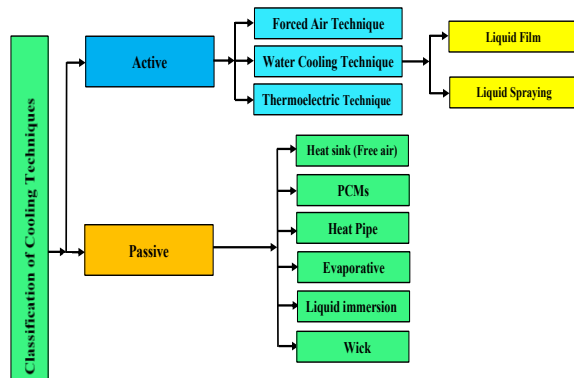 Classification of Cooling Techniques
Active
Forced Air Technique
Water Cooling Technique
Thermoelectric Technique
Liquid Film
Liquid Spraying
Passive
Heat sink (Free air)
PCMs
Heat Pipe
Evaporative
Liquid immersion
Wick